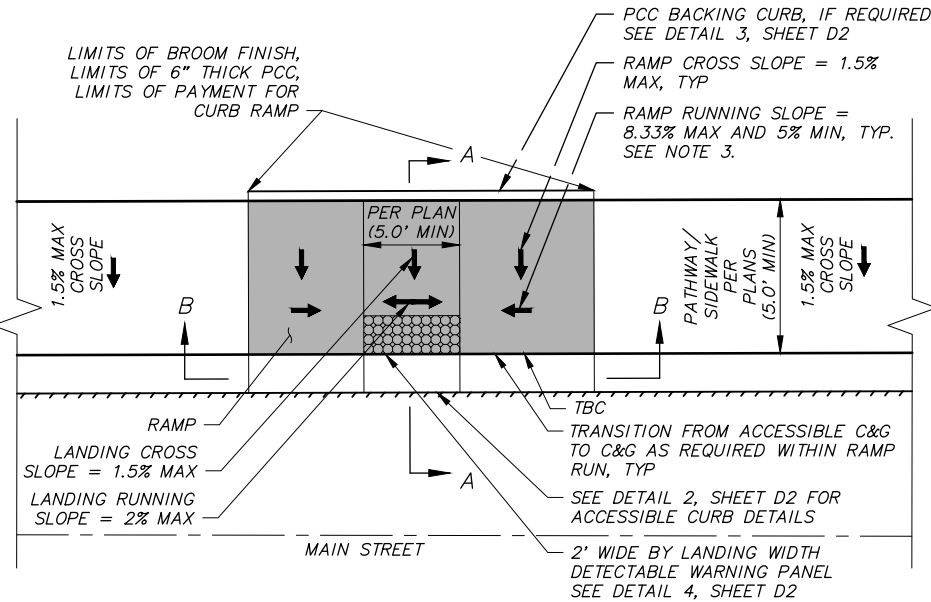 PCC BACKING CURB, IF REQUIRED
SEE DETAIL 3, SHEET D2
LIMITS OF BROOM FINISH,
LIMITS OF 6" THICK PCC,
LIMITS OF PAYMENT FOR
CURB RAMP
RAMP CROSS SLOPE = 1.5%
MAX, TYP
RAMP RUNNING SLOPE =
8.33% MAX AND 5% MIN, TYP.
SEE NOTE 3.
A
PER PLAN
(5.0' MIN)
1.5% MAX
CROSS
SLOPE
PATHWAY/
SIDEWALK
PER
PLANS
(5.0' MIN)
1.5% MAX
CROSS
SLOPE
B
B
RAMP
LANDING CROSS
SLOPE = 1.5% MAX
LANDING RUNNING
SLOPE = 2% MAX
A
TBC
TRANSITION FROM ACCESSIBLE C&G
TO C&G AS REQUIRED WITHIN RAMP
RUN, TYP
SEE DETAIL 2, SHEET D2 FOR
ACCESSIBLE CURB DETAILS
MAIN STREET
2' WIDE BY LANDING WIDTH
DETECTABLE WARNING PANEL
SEE DETAIL 4, SHEET D2